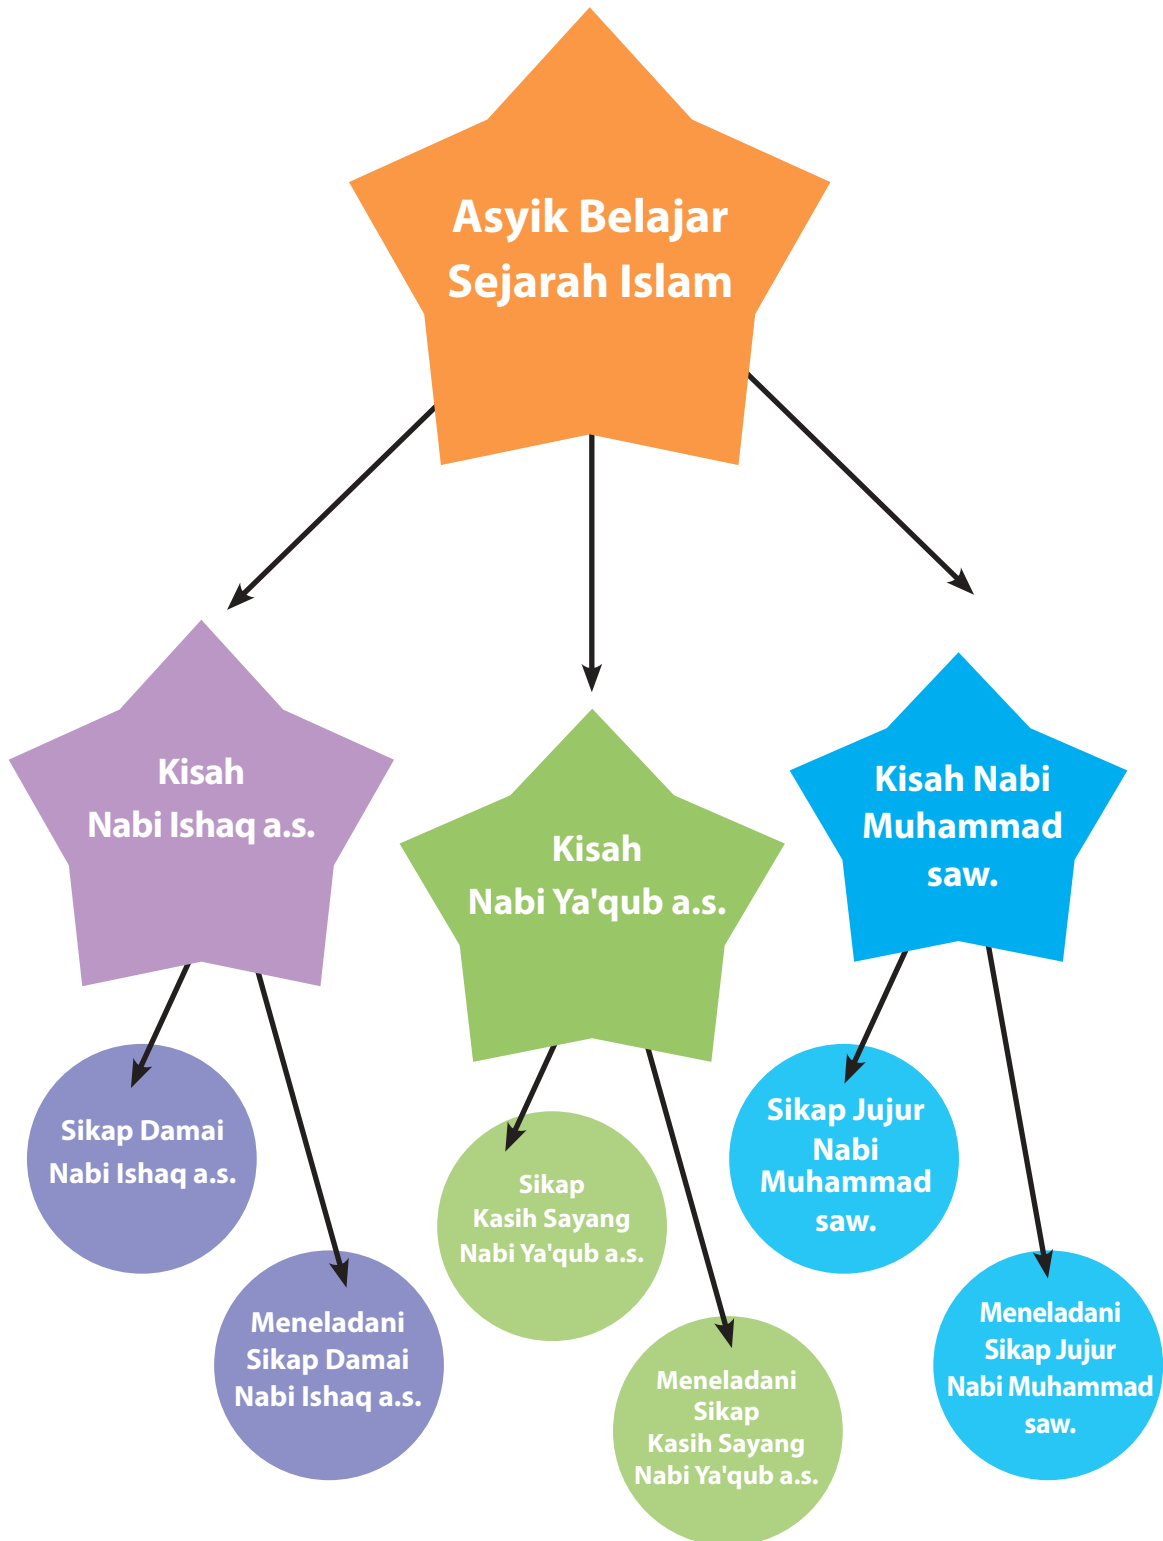 Asyik Belajar
Sejarah Islam
Kisah
Nabi Ishaq a.s.
Kisah
Nabi Ya'qub a.s.
Kisah Nabi
Muhammad
saw.
Sikap Damai
Nabi Ishaq a.s.
Meneladani
Sikap Damai
Nabi Ishaq a.s.
Sikap
Kasih Sayang
Nabi Ya'qub a.s.
Meneladani
Sikap
Kasih Sayang
Nabi Ya'qub a.s.
Sikap Jujur
Nabi
Muhammad
saw.
Meneladani
Sikap Jujur
Nabi Muhammad
saw.